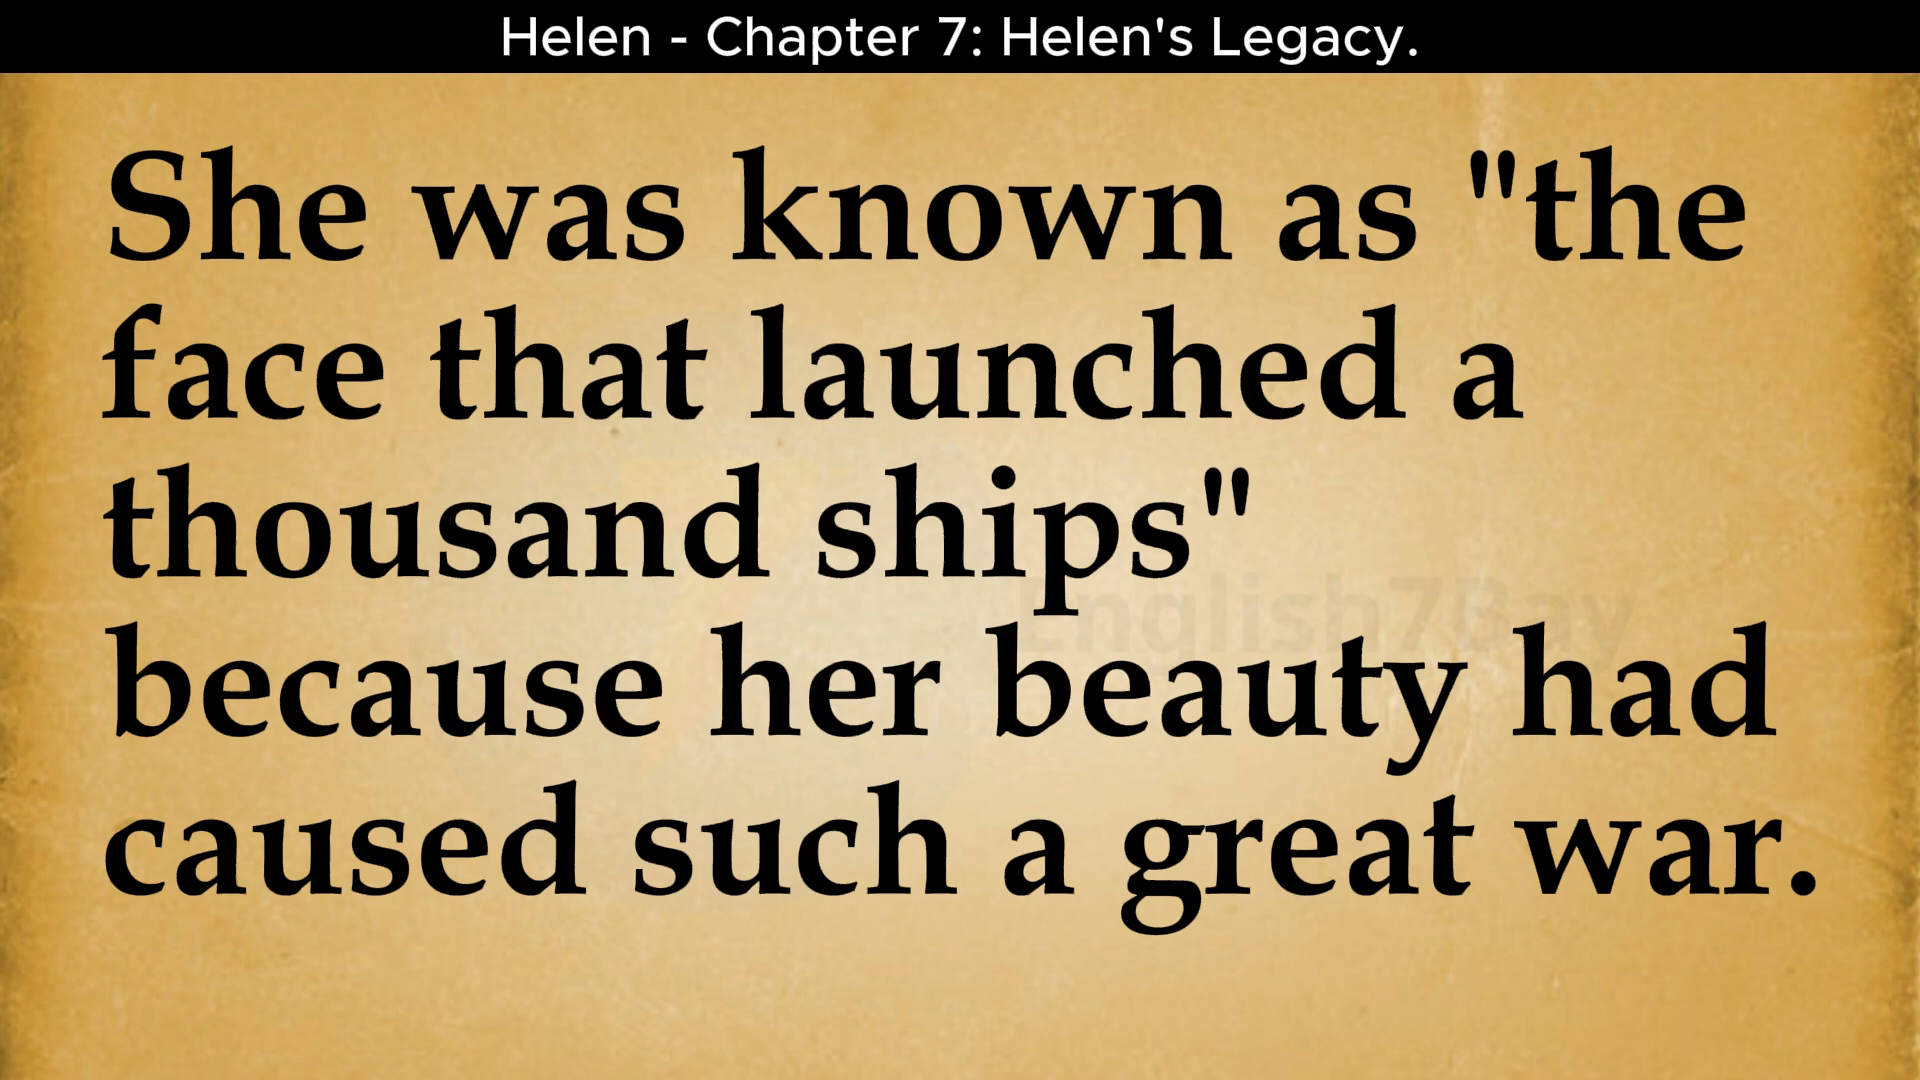 Helen - Chapter 7: Helen's Legacy.
She was known as "the
face that launched a
thousand ships"
English7Bay
because her beauty had
caused such a great war.